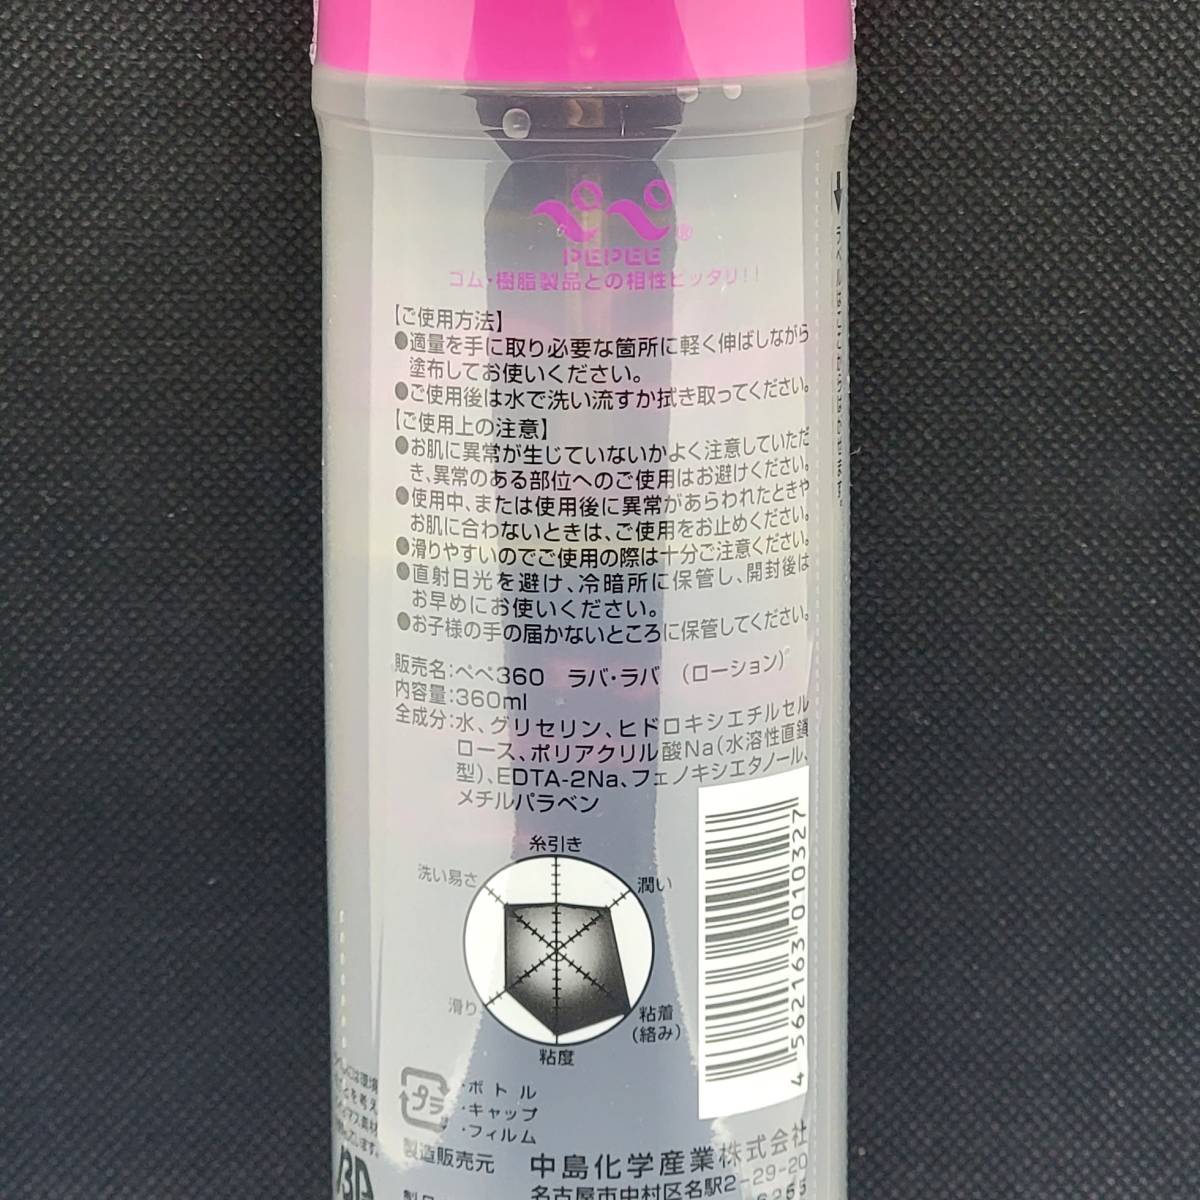 ペペ®
PEPEE
ゴム・樹脂製品との相性ピッタリ!!
【ご使用方法】
●適量を手に取り必要な箇所に軽く伸ばしながら
塗布してお使いください。
●ご使用後は水で洗い流すか拭き取ってください。
【ご使用上の注意】
●お肌に異常が生じていないかよく注意していただ
き、異常のある部位へのご使用はお避けください。
●使用中、または使用後に異常があらわれたときや
お肌に合わないときは、ご使用をお止めください。
●滑りやすいのでご使用の際は十分ご注意ください。
●直射日光を避け、冷暗所に保管し、開封後は
お早めにお使いください。
●お子様の手の届かないところに保管してください。
販売名:ペペ360 ラバ・ラバ (ローション)
内容量:360ml
全成分:水、グリセリン、ヒドロキシエチルセル
ロース、ポリアクリル酸Na(水溶性直鎖
型)、EDTA-2Na、フェノキシエタノール、
メチルパラベン
糸引き
洗い易さ
潤い
滑り
粘着
(絡み)
粘度
4 562163 010327
プラ
・ボトル
・キャップ
・フィルム
製造販売元 中島化学産業株式会社
名古屋市中村区名駅2-29-20